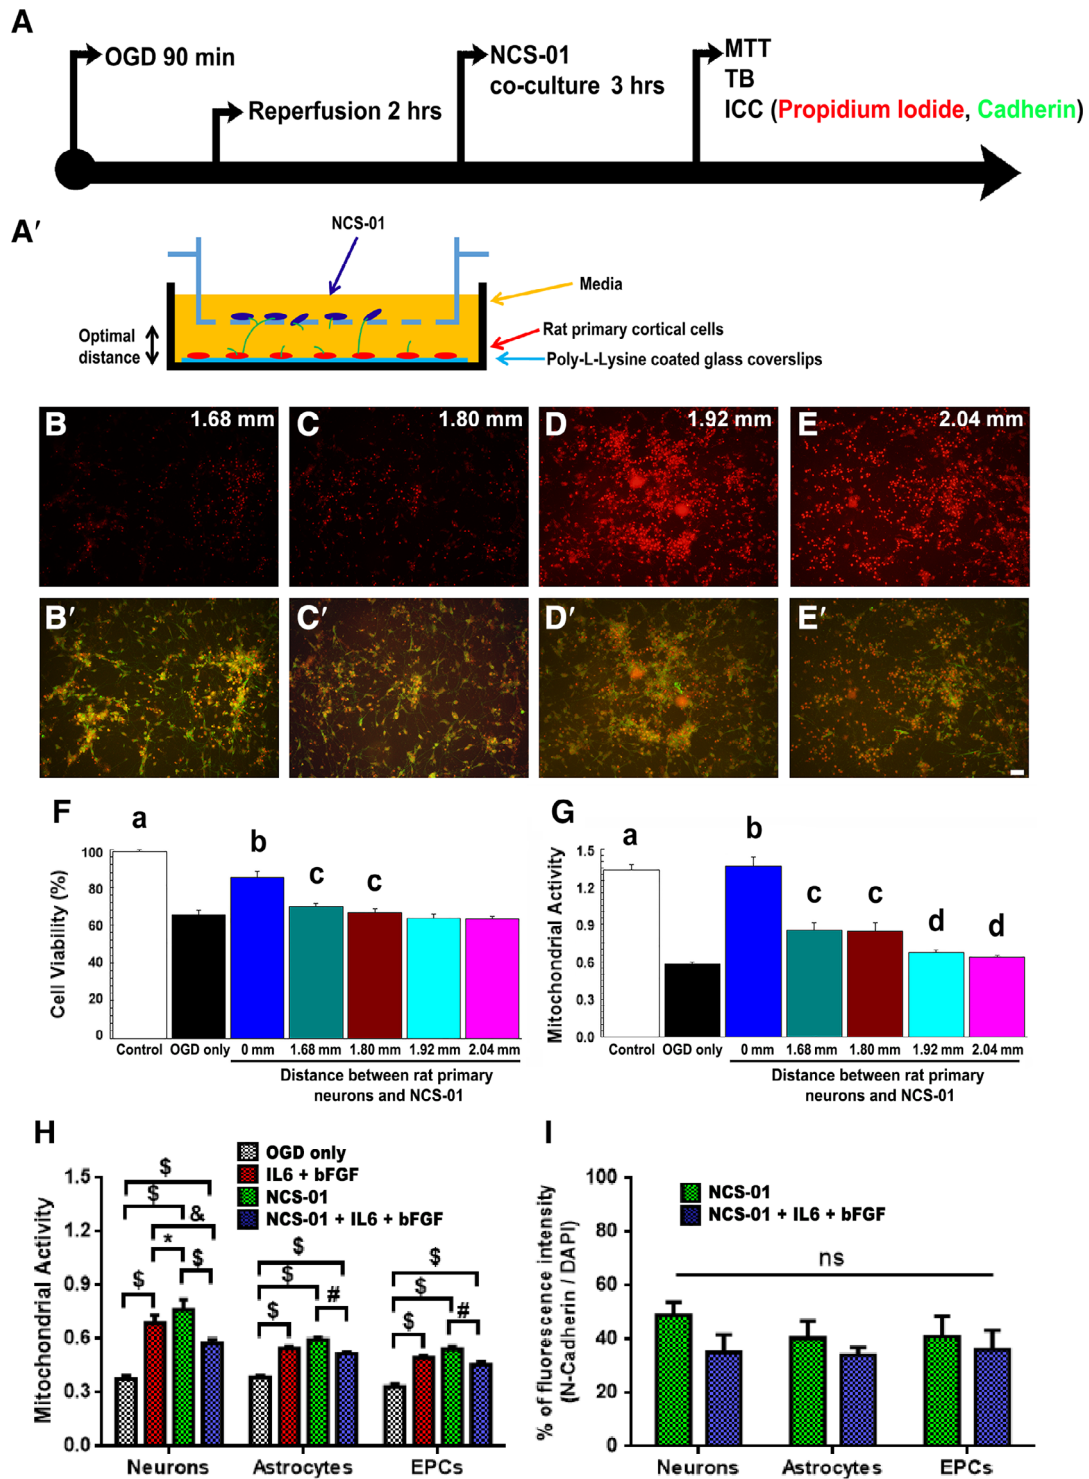 A
OGD 90 min
Reperfusion 2 hrs
NCS-01
co-culture 3 hrs
MTT
TB
ICC (Propidium Iodide, Cadherin)
A′
NCS-01
Media
Optimal
distance
Rat primary cortical cells
Poly-L-Lysine coated glass coverslips
B 1.68 mm
C 1.80 mm
D 1.92 mm
E 2.04 mm
B′
C′
D′
E′
F
a
b
c
c
Cell Viability (%)
100
80
60
40
20
0
Control OGD only 0 mm 1.68 mm 1.80 mm 1.92 mm 2.04 mm
Distance between rat primary
neurons and NCS-01
G
a
b
c
c
d
d
Mitochondrial Activity
1.5
1.2
0.9
0.6
0.3
0.0
Control OGD only 0 mm 1.68 mm 1.80 mm 1.92 mm 2.04 mm
Distance between rat primary
neurons and NCS-01
H
OGD only
IL6 + bFGF
NCS-01
NCS-01 + IL6 + bFGF
Mitochondrial Activity
1.5
1.2
0.9
0.6
0.3
0.0
$
$
&
*
$
$
$
$
#
$
$
$
#
$
Neurons Astrocytes EPCs
I
NCS-01
NCS-01 + IL6 + bFGF
% of fluorescence intensity
(N-Cadherin / DAPI)
100
80
60
40
20
0
ns
Neurons Astrocytes EPCs